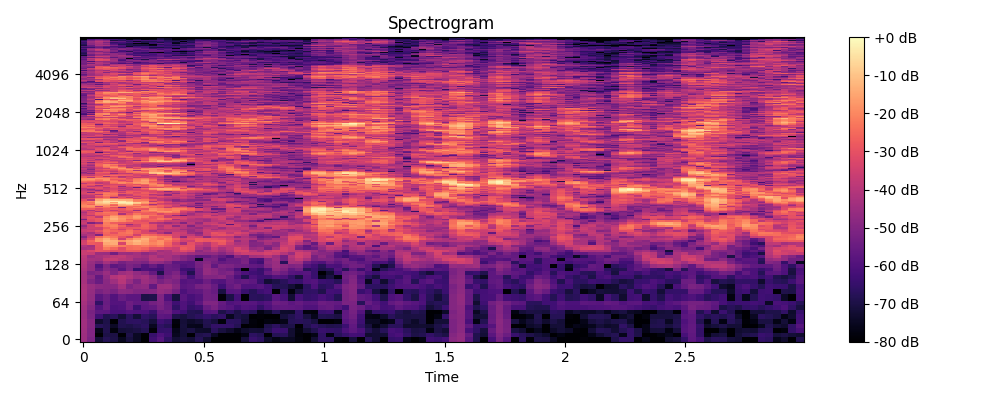 Spectrogram
Hz
4096
2048
1024
512
256
128
64
0
0
0.5
1
1.5
2
2.5
Time
+0 dB
-10 dB
-20 dB
-30 dB
-40 dB
-50 dB
-60 dB
-70 dB
-80 dB